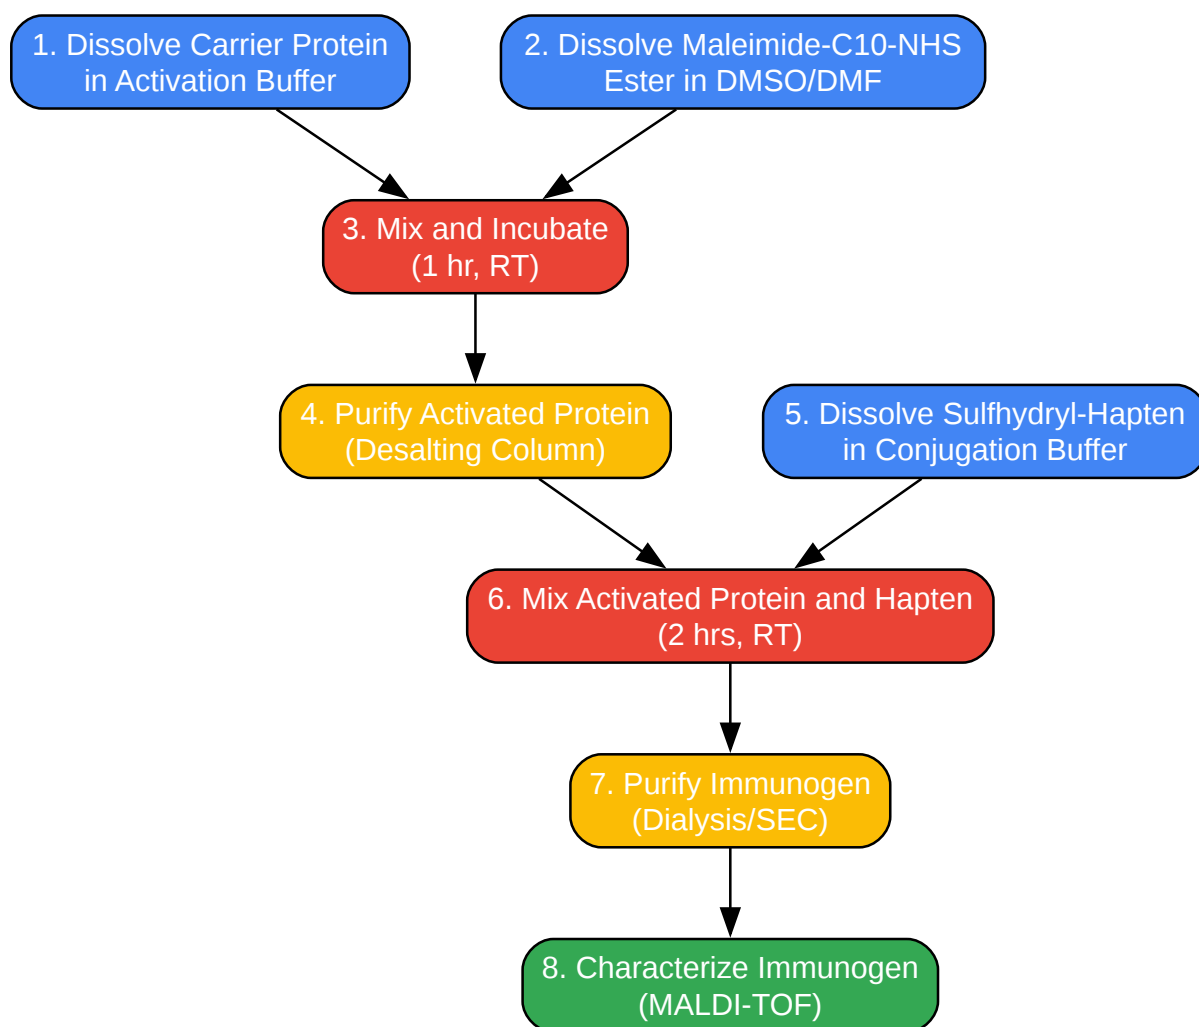 1. Dissolve Carrier Protein
in Activation Buffer
2. Dissolve Maleimide-C10-NHS
Ester in DMSO/DMF
3. Mix and Incubate
(1 hr, RT)
4. Purify Activated Protein
(Desalting Column)
5. Dissolve Sulfhydryl-Hapten
in Conjugation Buffer
6. Mix Activated Protein and Hapten
(2 hrs, RT)
7. Purify Immunogen
(Dialysis/SEC)
8. Characterize Immunogen
(MALDI-TOF)